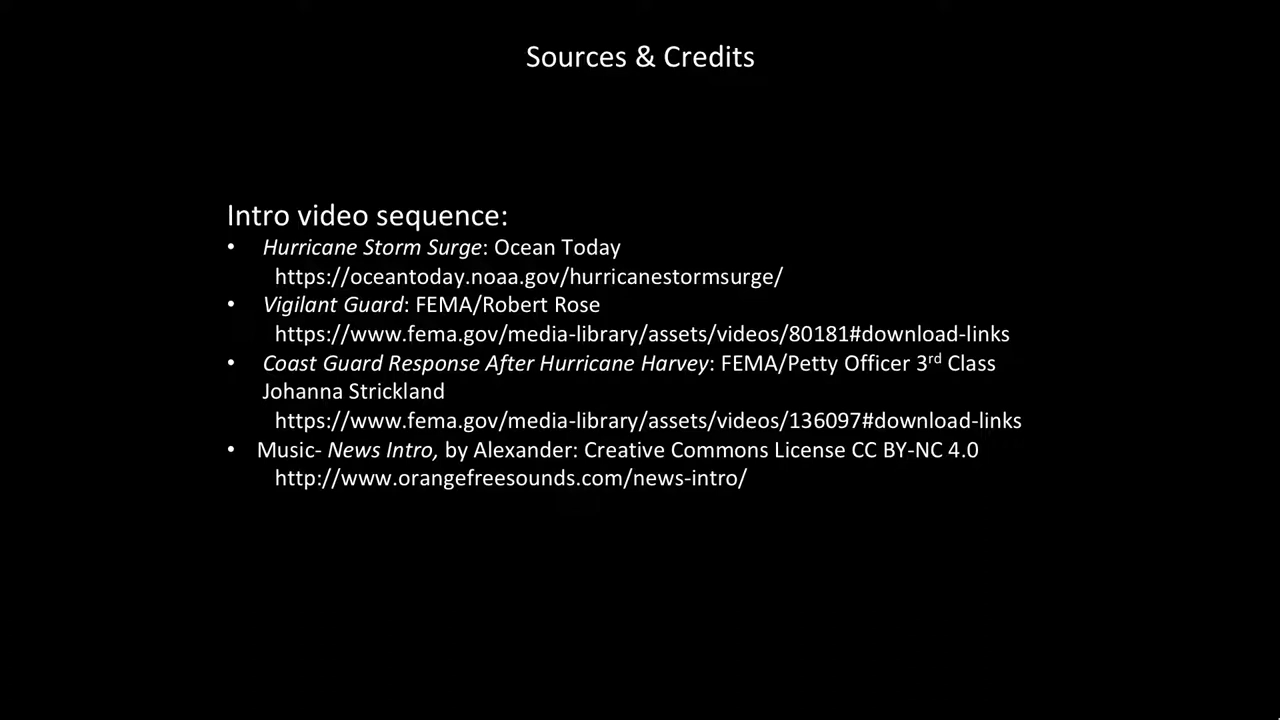 Sources & Credits
Intro video sequence:
• Hurricane Storm Surge: Ocean Today
https://oceantoday.noaa.gov/hurricanestormsurge/
• Vigilant Guard: FEMA/Robert Rose
https://www.fema.gov/media-library/assets/videos/80181#download-links
• Coast Guard Response After Hurricane Harvey: FEMA/Petty Officer 3rd Class
Johanna Strickland
https://www.fema.gov/media-library/assets/videos/136097#download-links
• Music- News Intro, by Alexander: Creative Commons License CC BY-NC 4.0
http://www.orangefreesounds.com/news-intro/